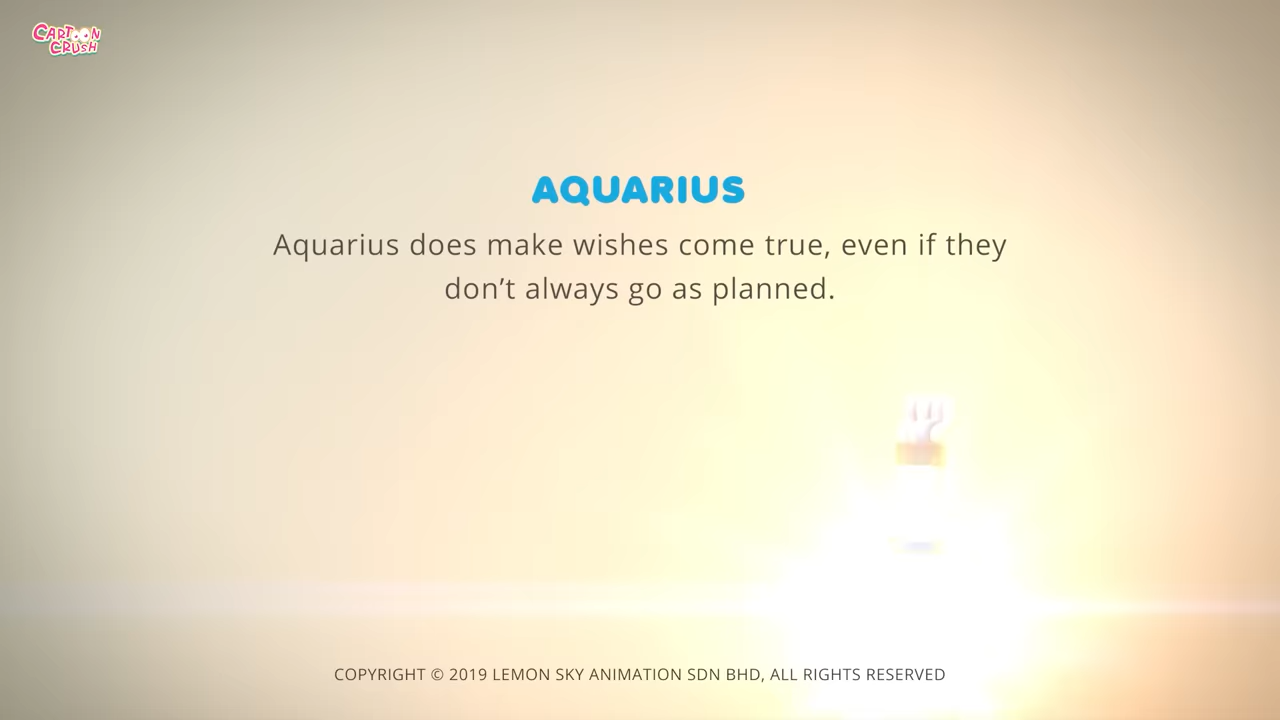 CARTOON
CRUSH
AQUARIUS
Aquarius does make wishes come true, even if they
don’t always go as planned.
COPYRIGHT © 2019 LEMON SKY ANIMATION SDN BHD, ALL RIGHTS RESERVED